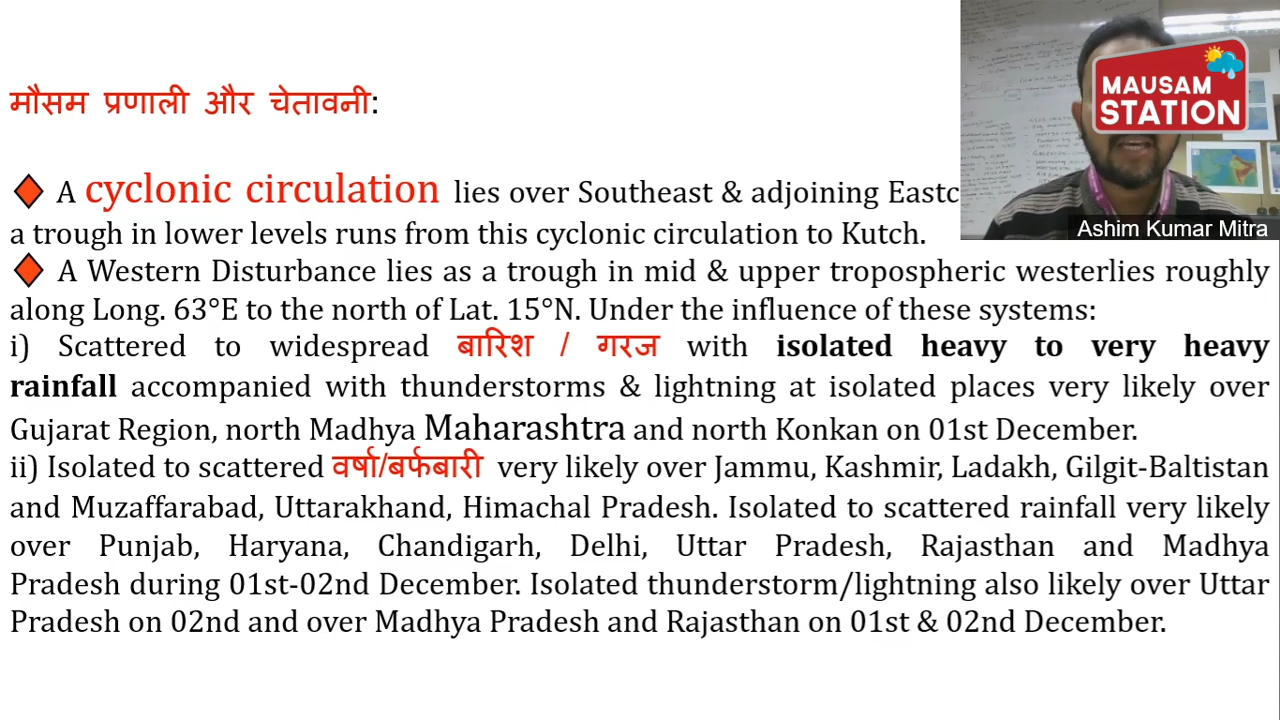 मौसम प्रणाली और चेतावनी:
MAUSAM
STATION
A cyclonic circulation lies over Southeast & adjoining
Ashim Kumar Mitra
a trough in lower levels runs from this cyclonic circulation to Kutch.
A Western Disturbance lies as a trough in mid & upper tropospheric westerlies roughly
along Long. 63°E to the north of Lat. 15°N. Under the influence of these systems:
i) Scattered to widespread बारिश / गरज with isolated heavy to very heavy
rainfall accompanied with thunderstorms & lightning at isolated places very likely over
Gujarat Region, north Madhya Maharashtra and north Konkan on 01st December.
ii) Isolated to scattered वर्षा/बर्फबारी very likely over Jammu, Kashmir, Ladakh, Gilgit-Baltistan
and Muzaffarabad, Uttarakhand, Himachal Pradesh. Isolated to scattered rainfall very likely
over Punjab, Haryana, Chandigarh, Delhi, Uttar Pradesh, Rajasthan and Madhya
Pradesh during 01st-02nd December. Isolated thunderstorm/lightning also likely over Uttar
Pradesh on 02nd and over Madhya Pradesh and Rajasthan on 01st & 02nd December.